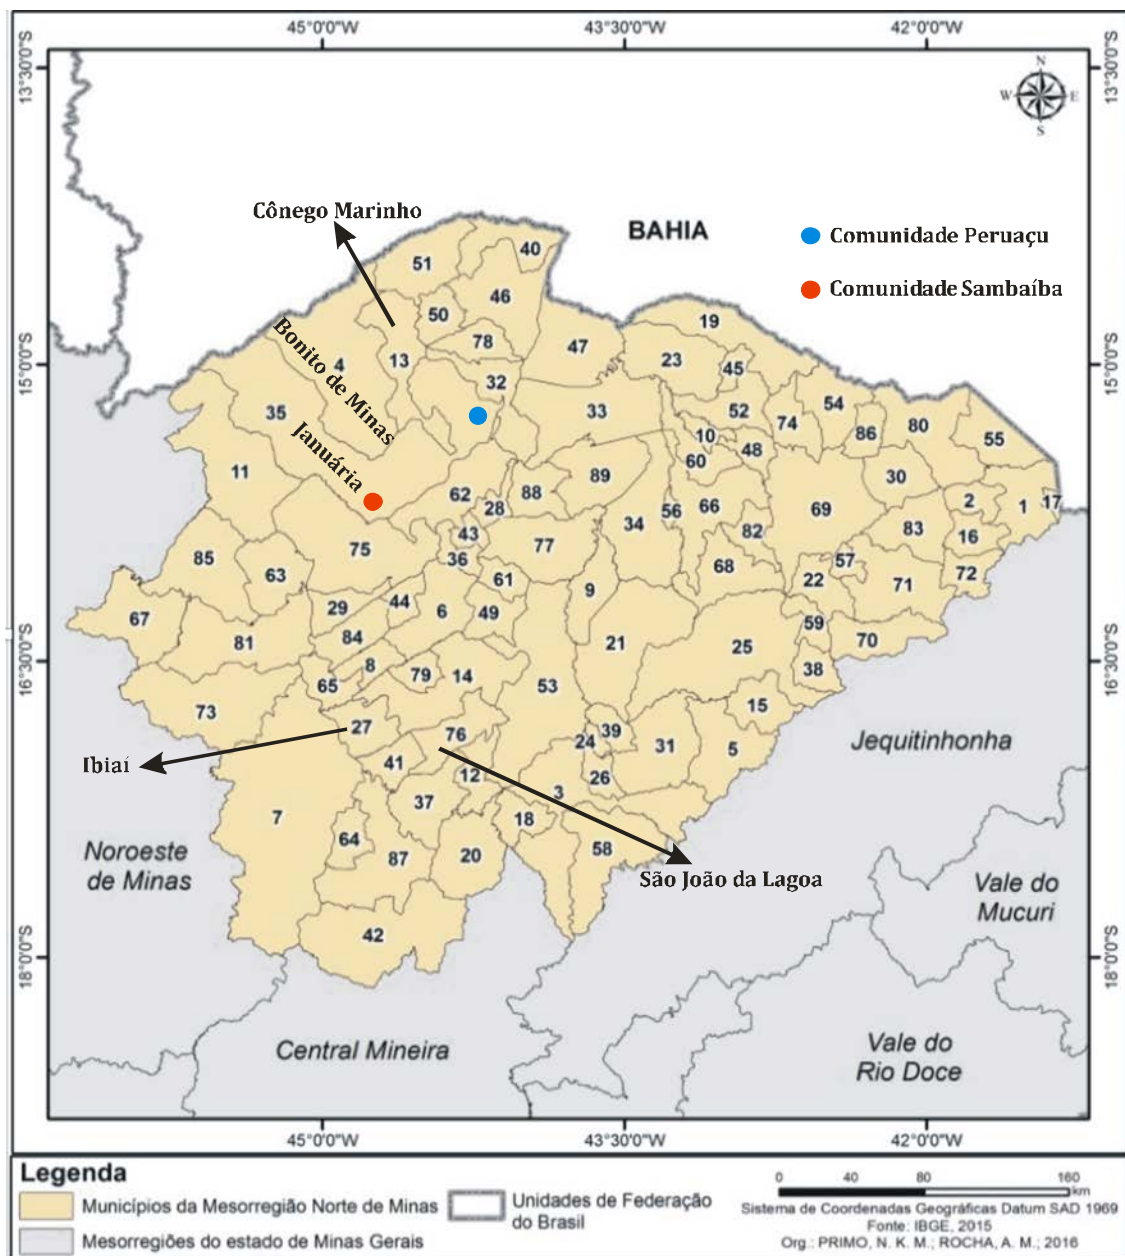 45°0'0"W
43°30'0"W
42°0'0"W
13°30'0"S
13°30'0"S
N
W
E
S
Cônego Marinho
BAHIA
Comunidade Peruaçu
Comunidade Sambaíba
40
51
46
50
19
78
47
13
23
45
4
Bonito de Minas
15°0'0"S
15°0'0"S
32
35
33
52
54
74
86
80
55
10
48
Januária
60
11
89
30
62
88
28
56
66
69
2
1
17
34
82
83
16
43
77
75
36
85
57
63
68
72
61
9
22
71
29
44
6
49
67
84
59
81
21
25
70
8
16°30'0"S
16°30'0"S
65
79
14
53
38
73
15
27
76
39
24
31
5
Jequitinhonha
Ibiaí
41
12
26
3
37
7
18
64
58
87
20
Noroeste
de Minas
São João da Lagoa
Vale do
Mucuri
42
18°0'0"S
18°0'0"S
Central Mineira
Vale do
Rio Doce
45°0'0"W
43°30'0"W
42°0'0"W
Legenda
Municípios da Mesorregião Norte de Minas
Mesorregiões do estado de Minas Gerais
Unidades de Federação
do Brasil
0 40 80 160
km
Sistema de Coordenadas Geográficas Datum SAD 1969
Fonte: IBGE, 2015
Org.: PRIMO, N. K. M.; ROCHA, A. M.; 2016